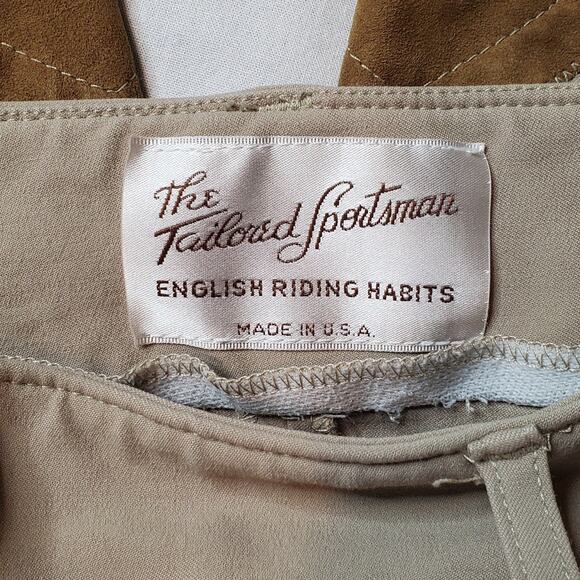 The
Tailored Sportsman
ENGLISH RIDING HABITS
MADE IN U.S.A.